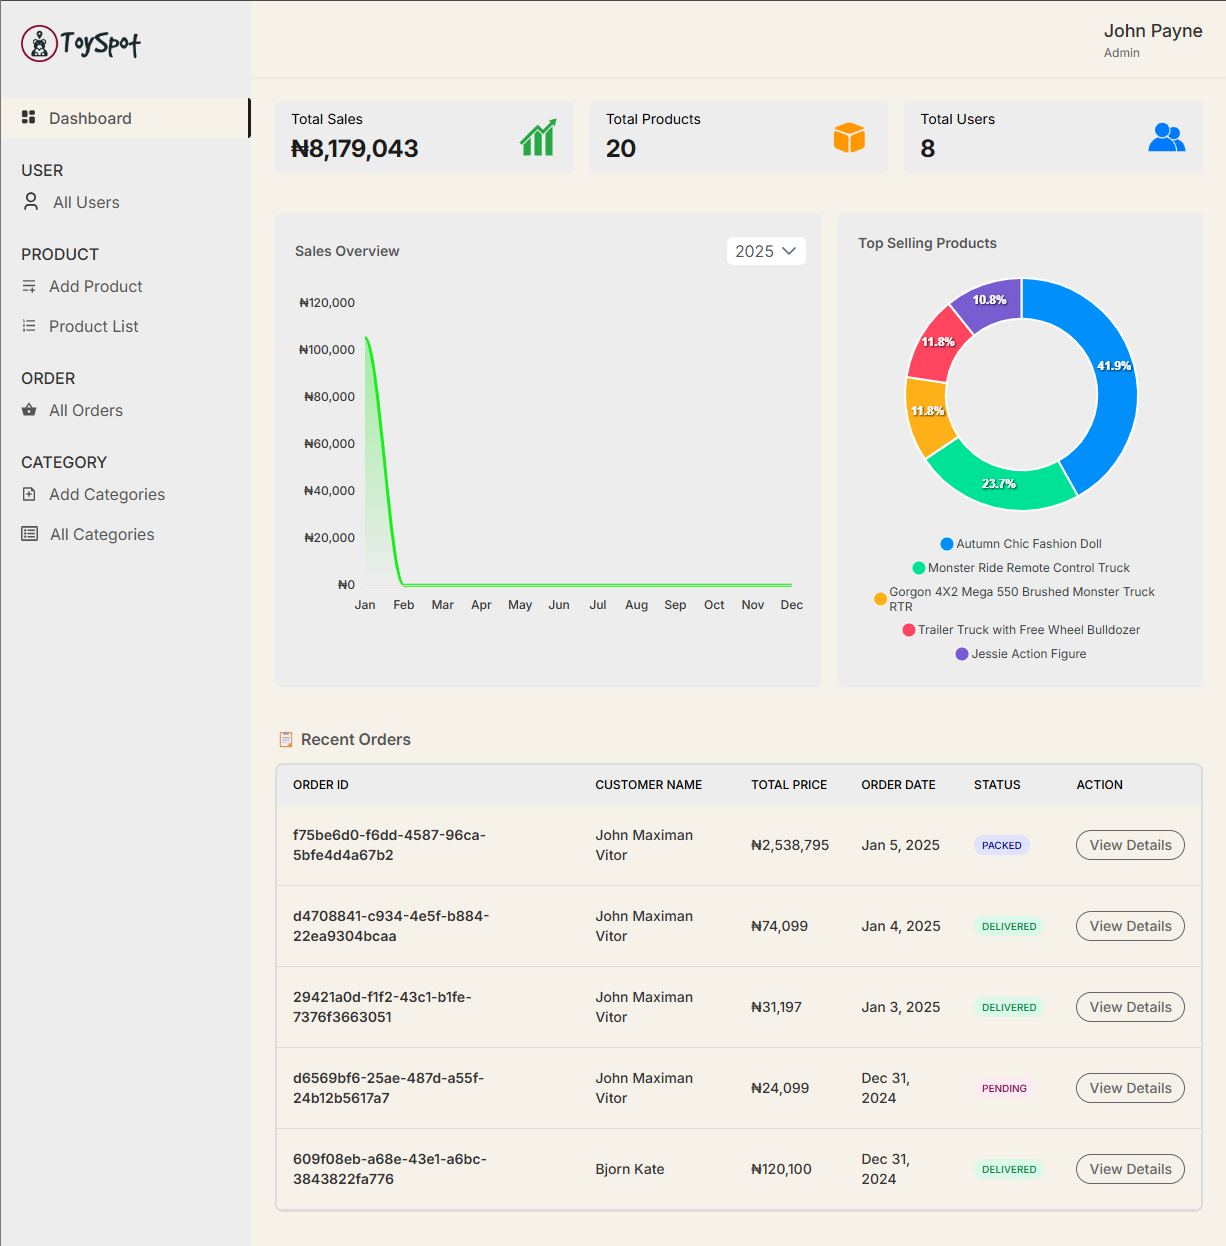 ToySpot
John Payne
Admin
Dashboard
USER
All Users
PRODUCT
Add Product
Product List
ORDER
All Orders
CATEGORY
Add Categories
All Categories
Total Sales
₦8,179,043
Total Products
20
Total Users
8
Sales Overview
2025
₦120,000
₦100,000
₦80,000
₦60,000
₦40,000
₦20,000
₦0
Jan Feb Mar Apr May Jun Jul Aug Sep Oct Nov Dec
Top Selling Products
10.8%
11.8%
41.9%
11.8%
23.7%
Autumn Chic Fashion Doll
Monster Ride Remote Control Truck
Gorgon 4X2 Mega 550 Brushed Monster Truck
RTR
Trailer Truck with Free Wheel Bulldozer
Jessie Action Figure
Recent Orders
ORDER ID CUSTOMER NAME TOTAL PRICE ORDER DATE STATUS ACTION
f75be6d0-f6dd-4587-96ca-
5bfe4d4a67b2
John Maximan
Vitor
₦2,538,795
Jan 5, 2025
PACKED
View Details
d4708841-c934-4e5f-b884-
22ea9304bcaa
John Maximan
Vitor
₦74,099
Jan 4, 2025
DELIVERED
View Details
29421a0d-f1f2-43c1-b1fe-
7376f3663051
John Maximan
Vitor
₦31,197
Jan 3, 2025
DELIVERED
View Details
d6569bf6-25ae-487d-a55f-
24b12b5617a7
John Maximan
Vitor
₦24,099
Dec 31,
2024
PENDING
View Details
609f08eb-a68e-43e1-a6bc-
3843822fa776
Bjorn Kate
₦120,100
Dec 31,
2024
DELIVERED
View Details